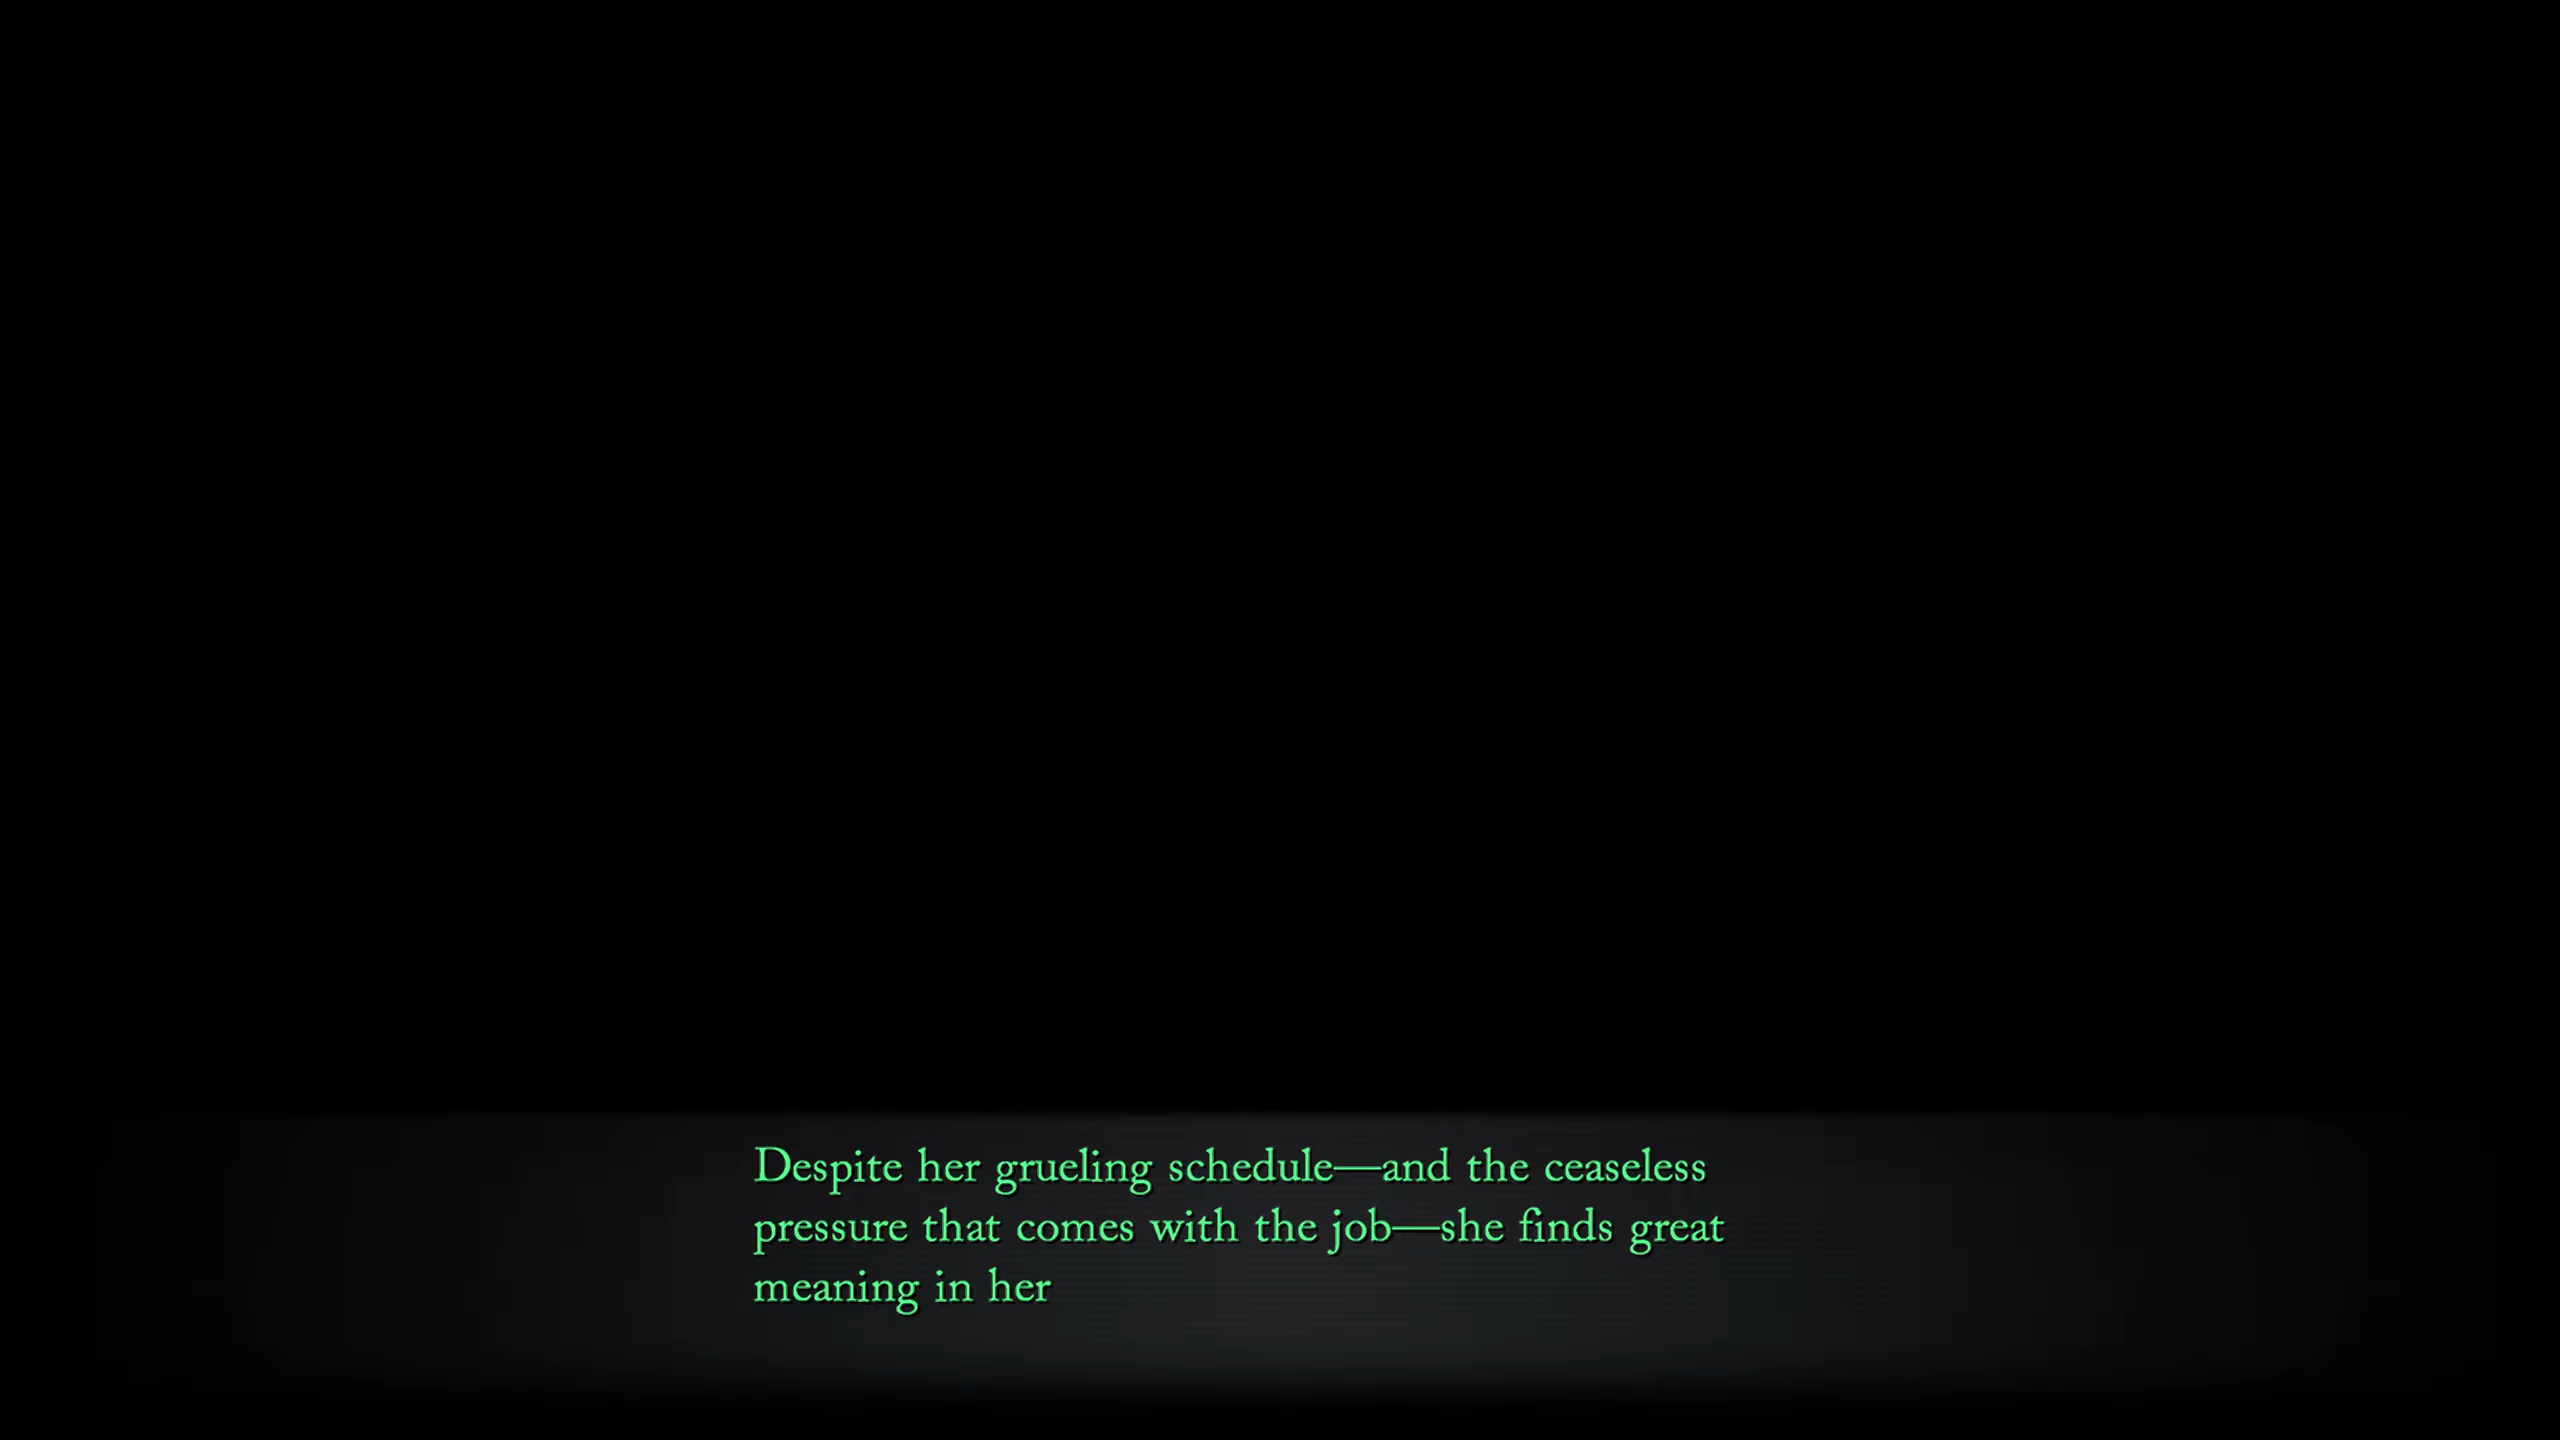 Despite her grueling schedule—and the ceaseless
pressure that comes with the job—she finds great
meaning in her